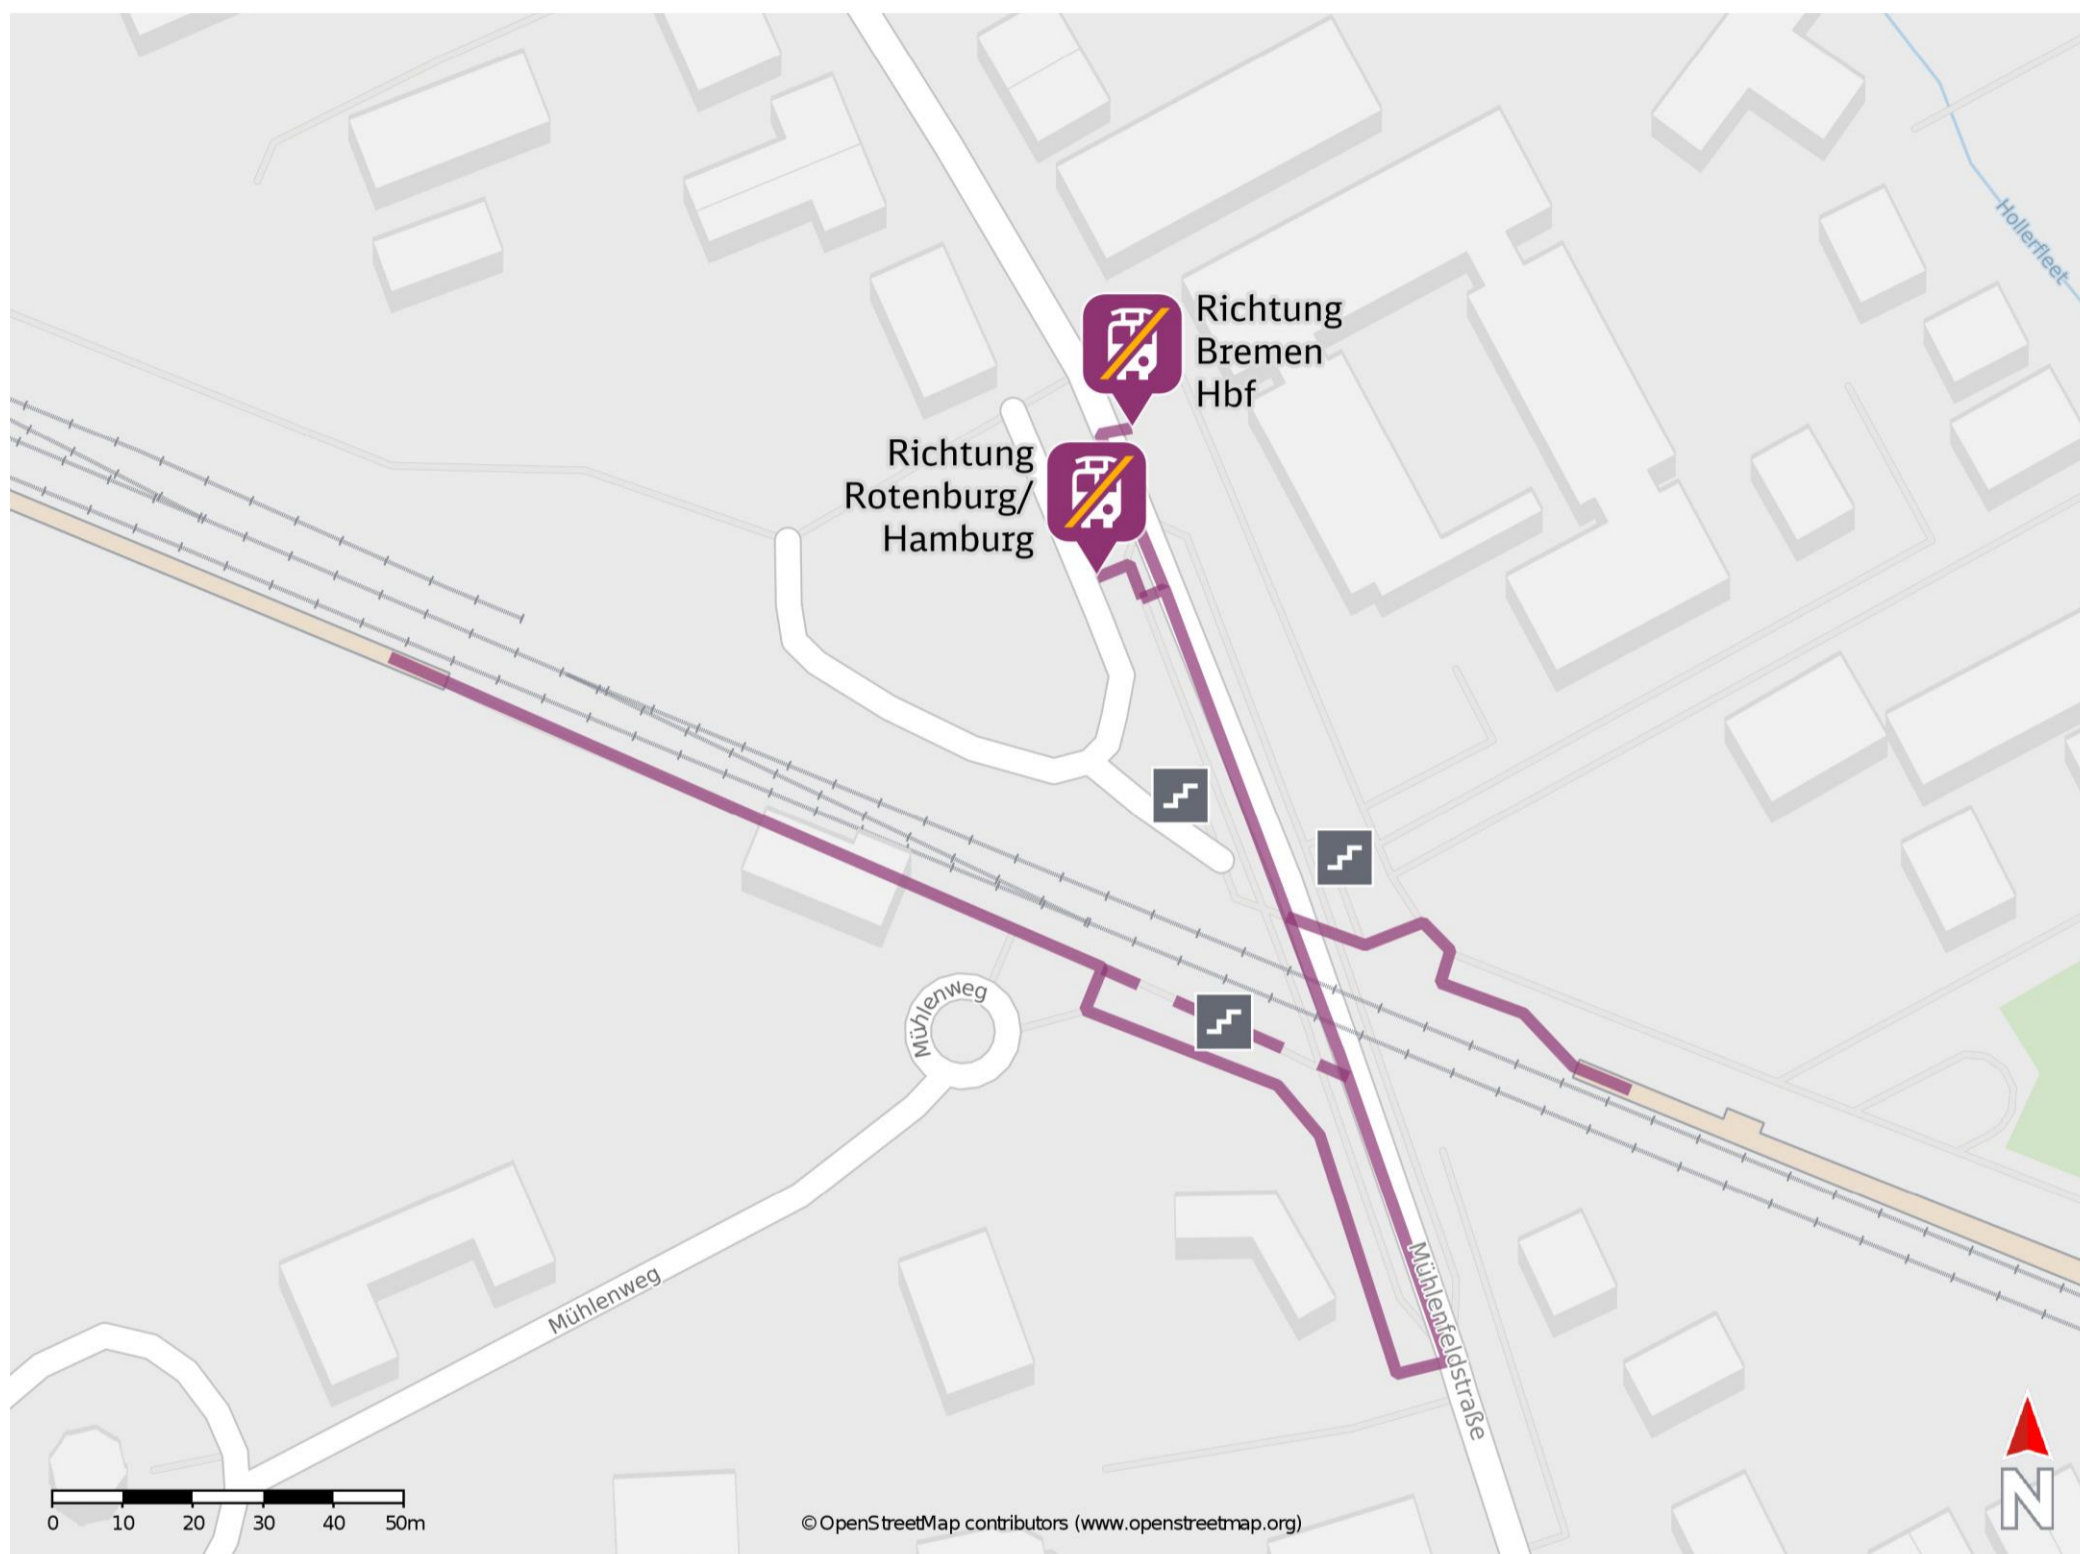 Hollerfleet
Richtung
Bremen
Hbf
Richtung
Rotenburg/
Hamburg
Mühlenweg
Mühlenweg
Mühlenfeldstraße
N
0 10 20 30 40 50m
© OpenStreetMap contributors (www.openstreetmap.org)